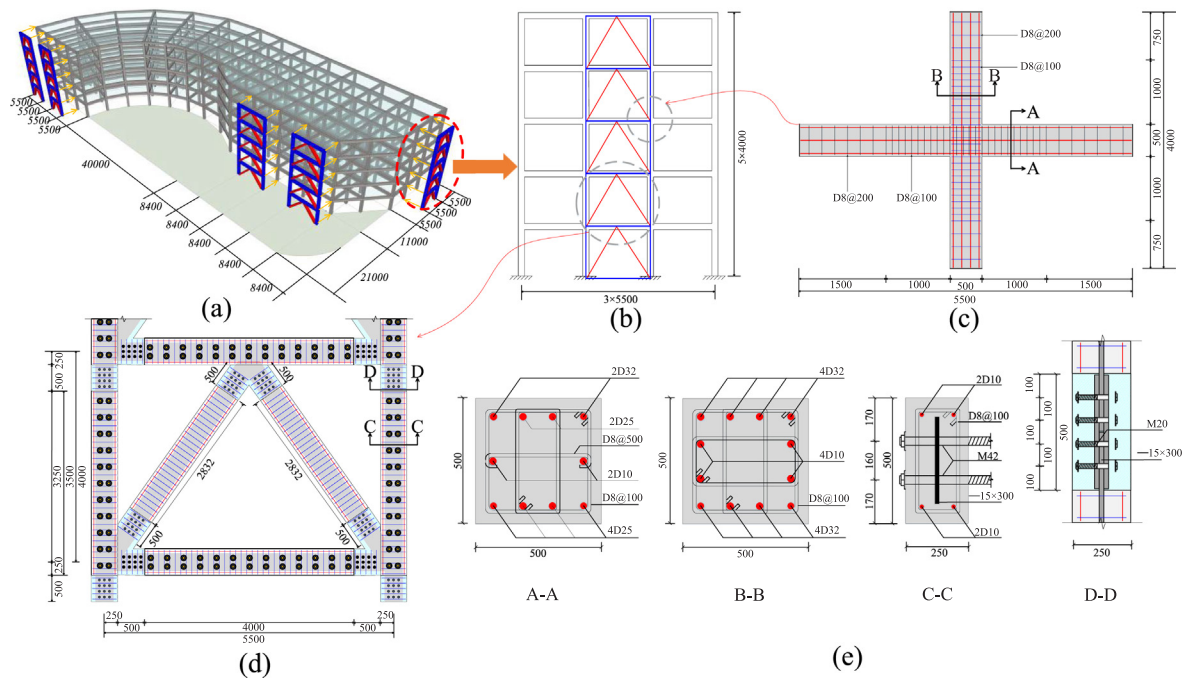 (a)
5500
5500
5500
40000
8400
8400
8400
8400
8400
21000
11000
5500
5500
5500
(b)
5×4000
3×5500
(c)
D8@200
D8@100
B
B
A
A
D8@200
D8@100
750
1000
500
1000
750
4000
1500
1000
500
1000
1500
5500
(d)
250
500
3250
3500
4000
250
500
500
500
2832
2832
500
500
D
D
C
C
250
500
4000
500
250
5500
2D32
2D25
D8@500
2D10
D8@100
4D25
500
500
A-A
4D32
4D10
D8@100
4D32
500
500
B-B
2D10
D8@100
M42
15×300
2D10
170
160
170
500
250
C-C
100
100
100
100
100
500
M20
15×300
250
D-D
(e)